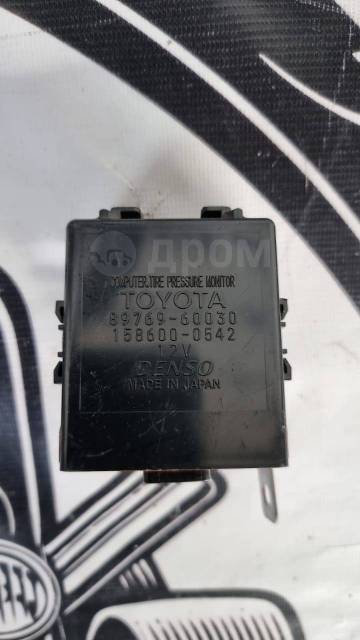 дром
COMPUTER.TIRE PRESSURE MONITOR
TOYOTA
89769-60030
158600-0542
12V
DENSO
MADE IN JAPAN